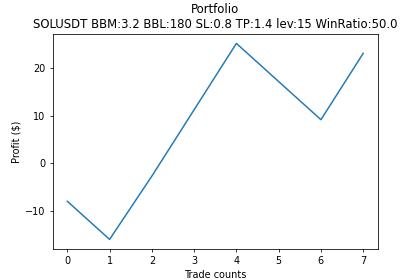 Portfolio
SOLUSDT BBM:3.2 BBL:180 SL:0.8 TP:1.4 lev:15 WinRatio:50.0
Profit ($)
20
10
0
−10
0 1 2 3 4 5 6 7
Trade counts